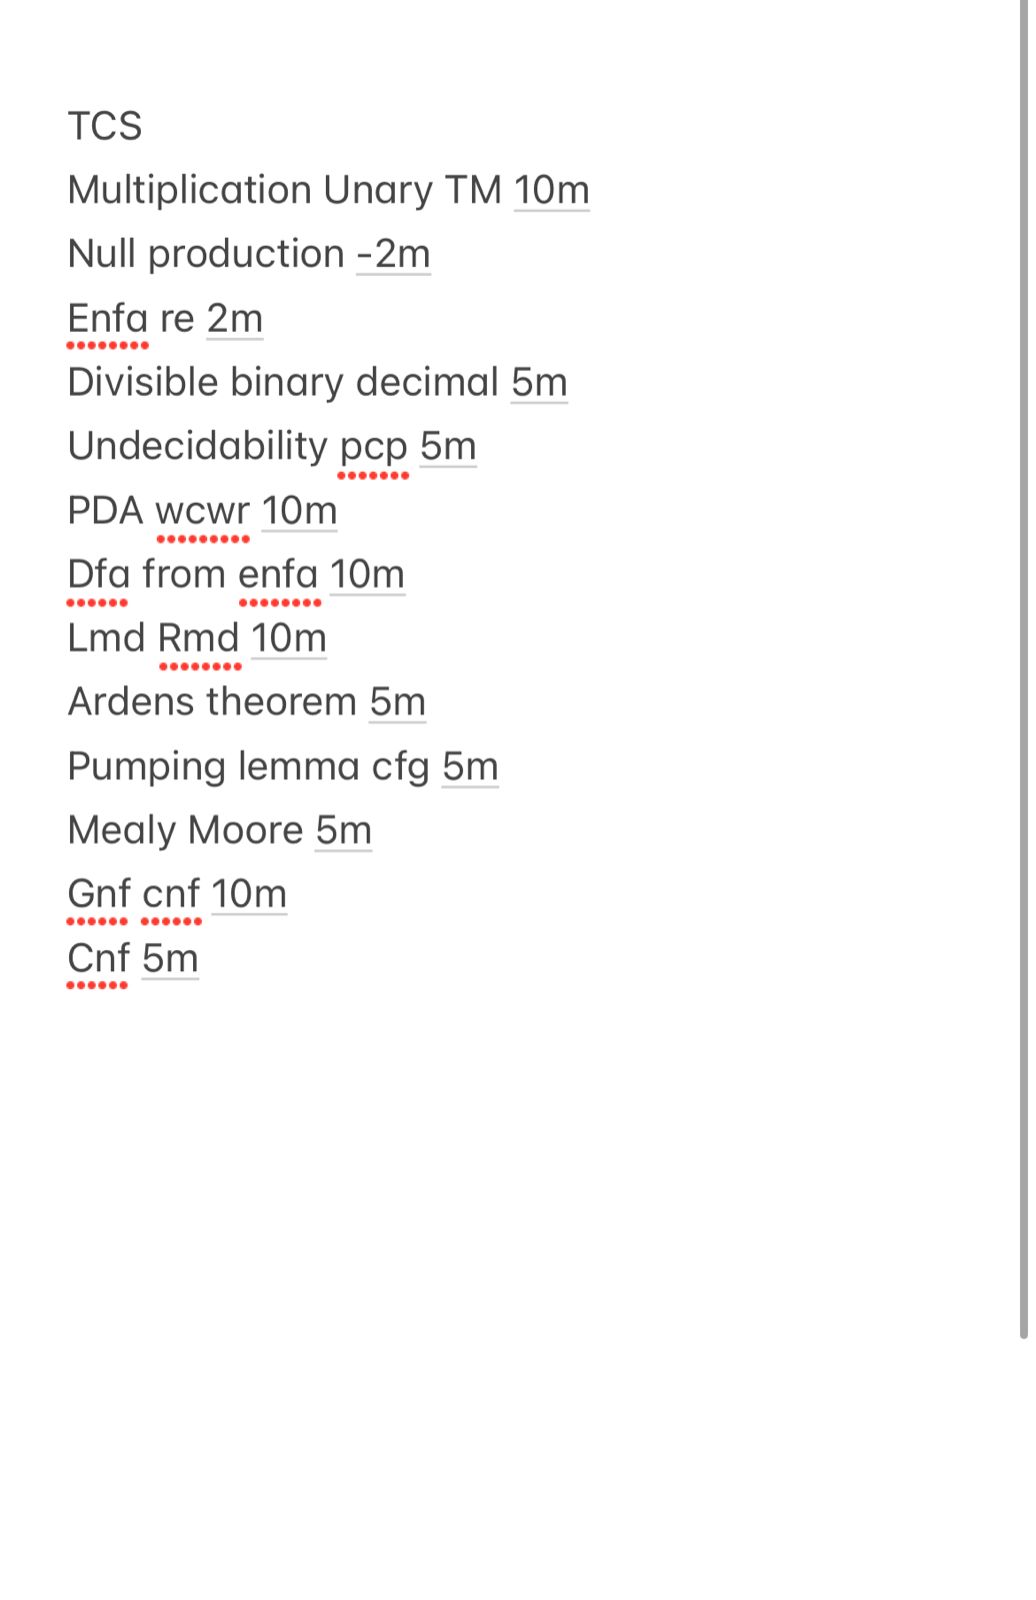 TCS
Multiplication Unary TM 10m
Null production -2m
Enfa re 2m
Divisible binary decimal 5m
Undecidability pcp 5m
PDA wcwr 10m
Dfa from enfa 10m
Lmd Rmd 10m
Ardens theorem 5m
Pumping lemma cfg 5m
Mealy Moore 5m
Gnf cnf 10m
Cnf 5m